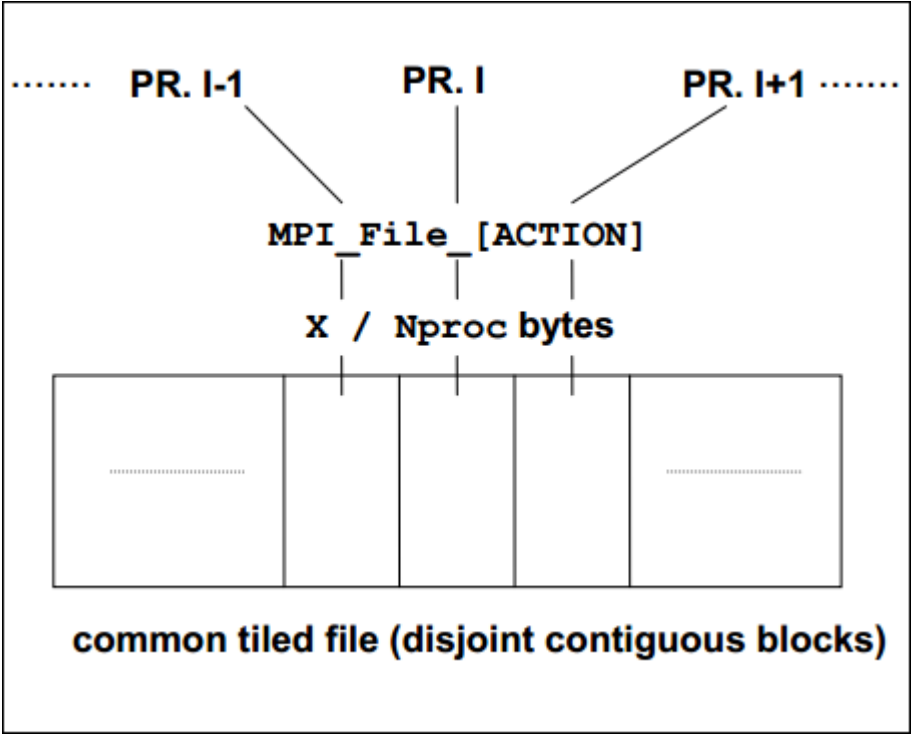 ....... PR. I-1 PR. I PR. I+1 .......
MPI_File_[ACTION]
X / Nproc bytes
common tiled file (disjoint contiguous blocks)